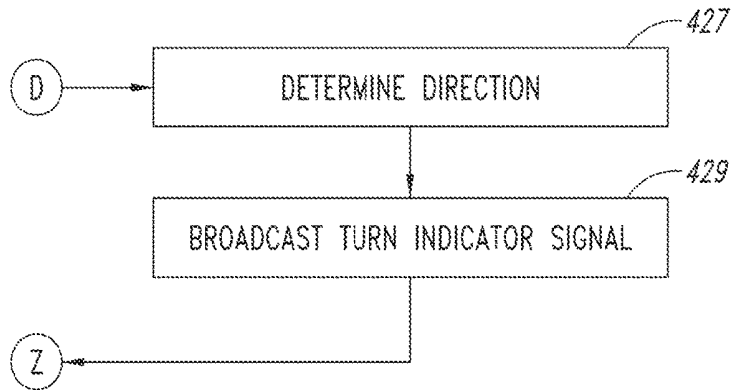 427
D
DETERMINE DIRECTION
429
BROADCAST TURN INDICATOR SIGNAL
Z